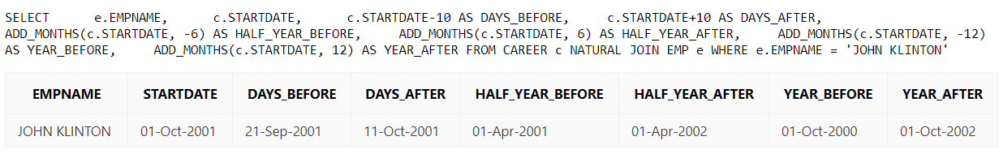 SELECT      e.EMPNAME,      c.STARTDATE,      c.STARTDATE-10 AS DAYS_BEFORE,     c.STARTDATE+10 AS DAYS_AFTER,
ADD_MONTHS(c.STARTDATE, -6) AS HALF_YEAR_BEFORE,     ADD_MONTHS(c.STARTDATE, 6) AS HALF_YEAR_AFTER,     ADD_MONTHS(c.STARTDATE, -12)
AS YEAR_BEFORE,     ADD_MONTHS(c.STARTDATE, 12) AS YEAR_AFTER FROM CAREER c NATURAL JOIN EMP e WHERE e.EMPNAME = 'JOHN KLINTON'
EMPNAME STARTDATE DAYS_BEFORE DAYS_AFTER HALF_YEAR_BEFORE HALF_YEAR_AFTER YEAR_BEFORE YEAR_AFTER
JOHN KLINTON 01-Oct-2001 21-Sep-2001 11-Oct-2001 01-Apr-2001 01-Apr-2002 01-Oct-2000 01-Oct-2002